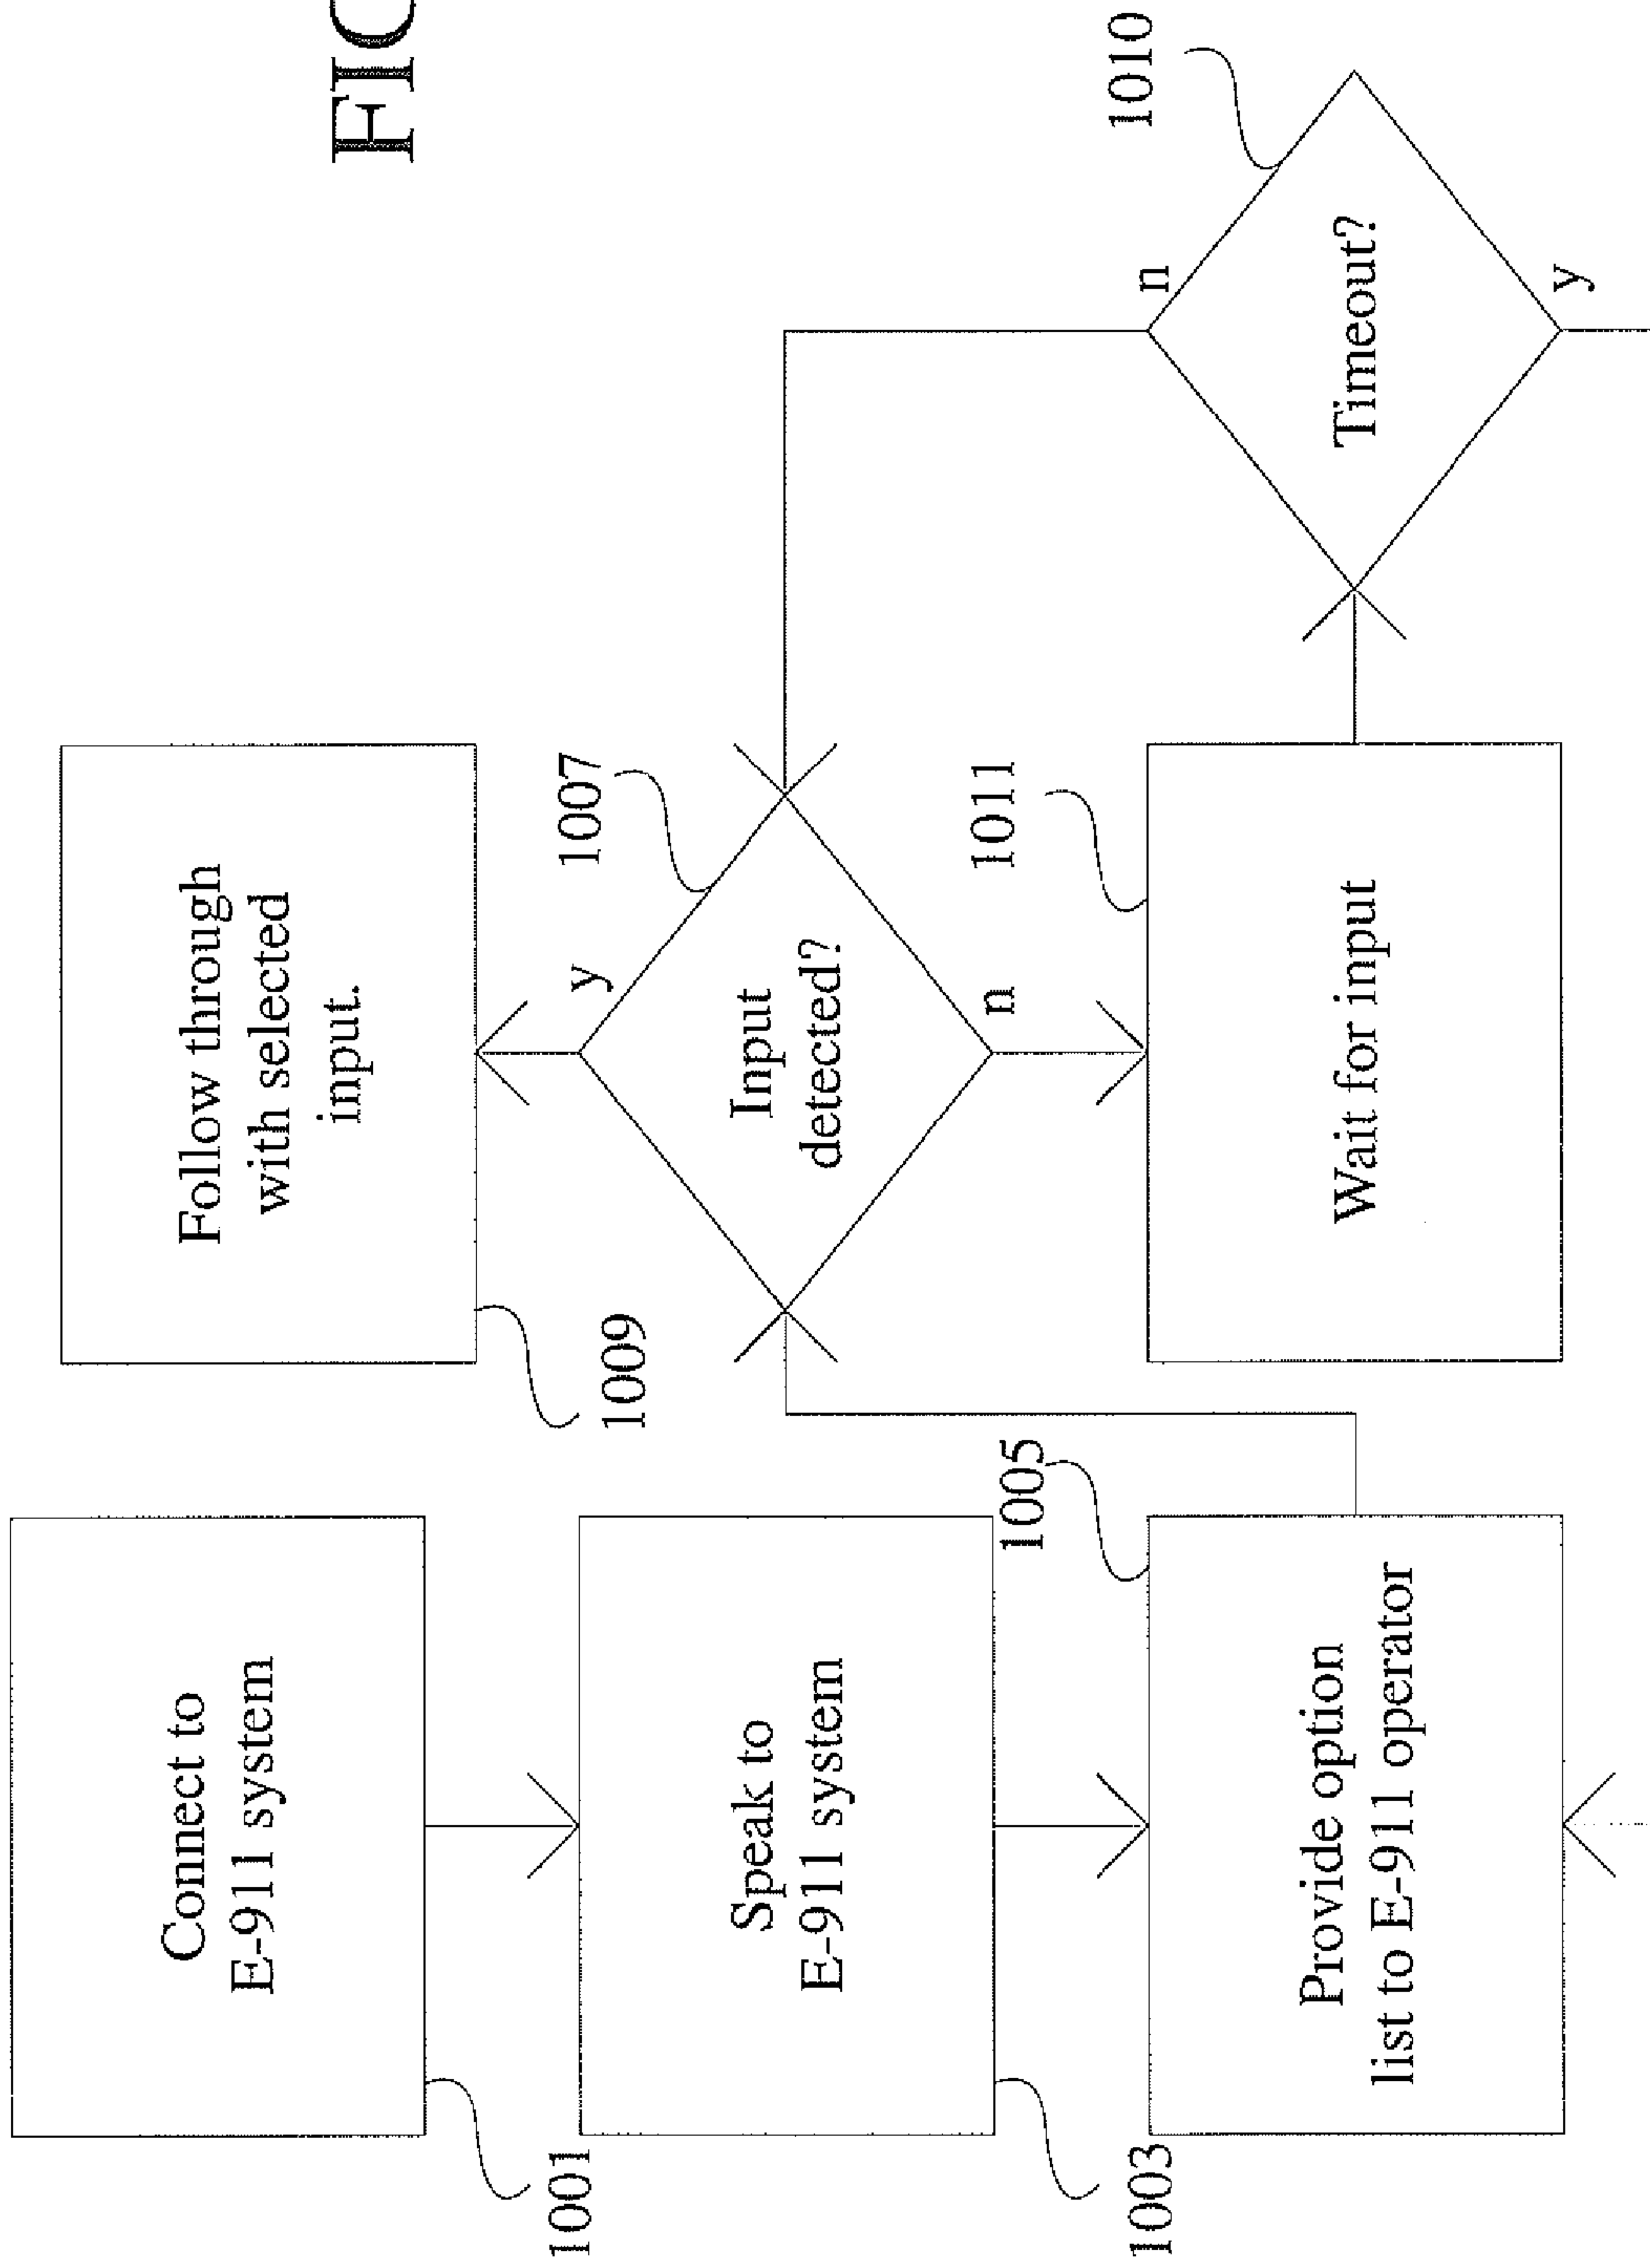 FIG
Connect to
E-911 system
1001
Speak to
E-911 system
1003
Provide option
list to E-911 operator
1005
Follow through
with selected
input.
1009
Input
detected?
1007
y
n
Wait for input
1011
Timeout?
1010
n
y